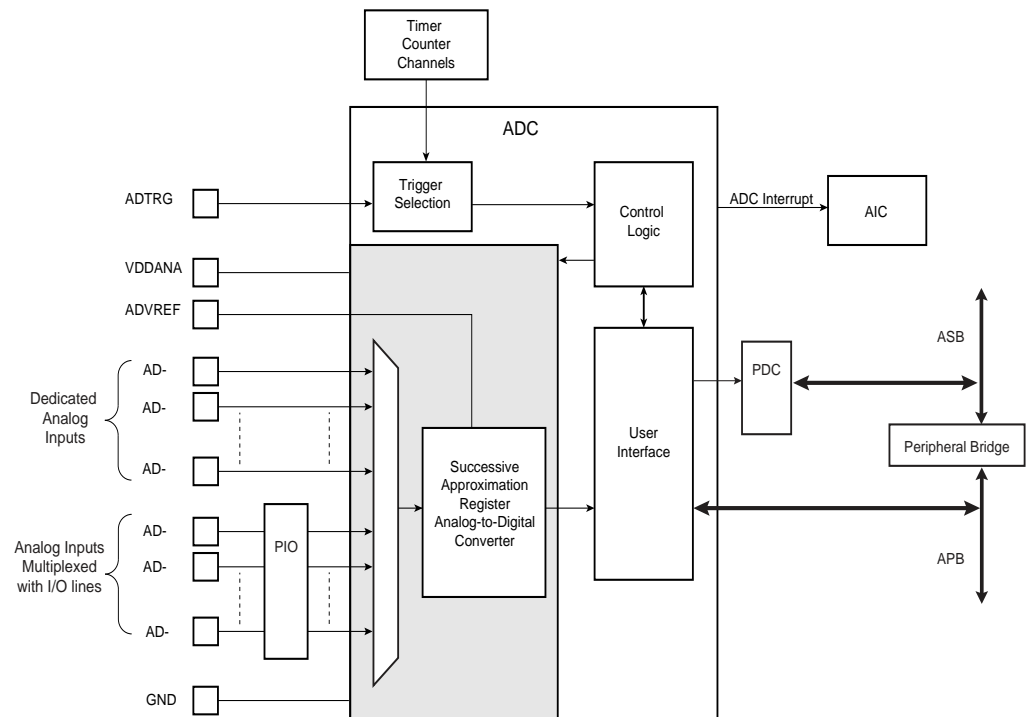 Timer
Counter
Channels
ADC
ADTRG
Trigger
Selection
Control
Logic
ADC Interrupt
AIC
VDDANA
ADVREF
ASB
PDC
Dedicated
Analog
Inputs
AD-
AD-
AD-
User
Interface
Peripheral Bridge
Successive
Approximation
Register
Analog-to-Digital
Converter
Analog Inputs
Multiplexed
with I/O lines
AD-
AD-
AD-
PIO
APB
GND